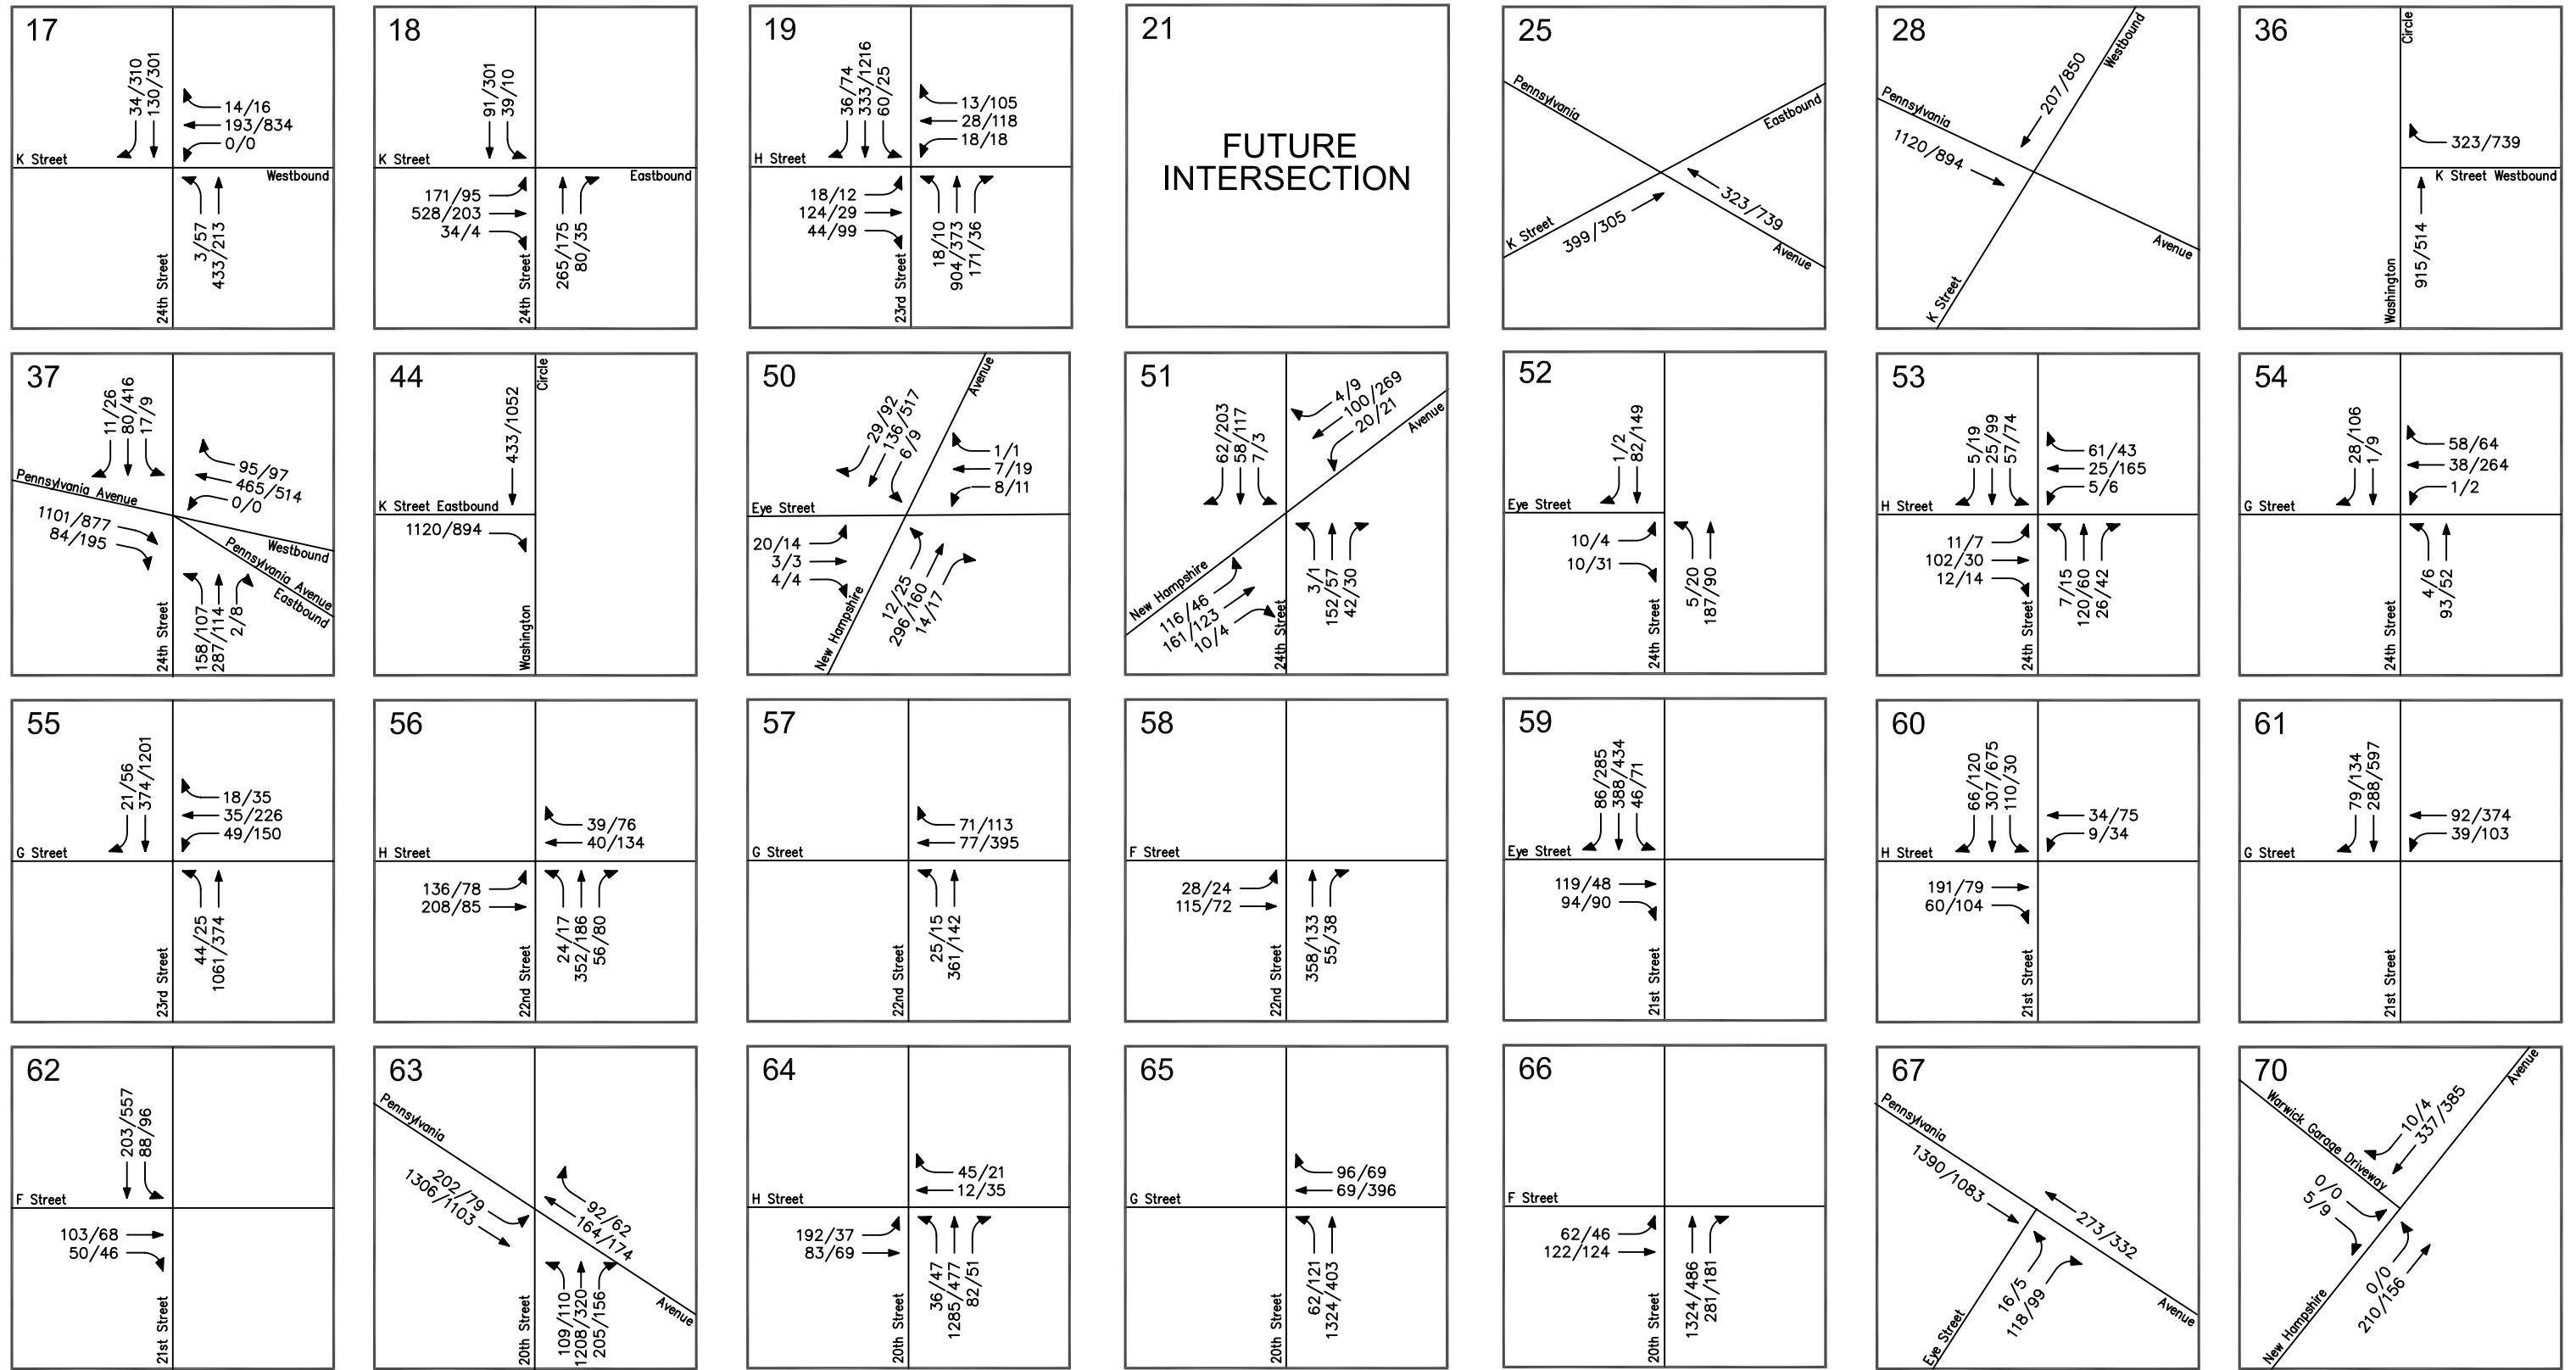 17
34/310
130/301
14/16
193/834
0/0
K Street
Westbound
3/57
433/213
24th Street
18
91/301
39/10
K Street
Eastbound
171/95
528/203
34/4
265/175
80/35
24th Street
19
36/74
333/1216
60/25
13/105
28/118
18/18
H Street
18/12
124/29
44/99
18/10
904/373
171/36
23rd Street
21
FUTURE
INTERSECTION
25
Pennsylvania
Eastbound
K Street
399/305
323/739
Avenue
28
Westbound
207/850
Pennsylvania
1120/894
Avenue
K Street
36
Circle
323/739
K Street Westbound
915/514
Washington
37
11/26
80/416
17/9
95/97
465/514
0/0
Pennsylvania Avenue
1101/877
84/195
Westbound
Pennsylvania Avenue
Eastbound
158/107
287/114
2/8
24th Street
44
Circle
433/1052
K Street Eastbound
1120/894
Washington
50
Avenue
29/92
136/517
6/9
1/1
7/19
8/11
Eye Street
20/14
3/3
4/4
12/25
296/160
14/17
New Hampshire
51
62/203
58/117
7/3
4/9
100/269
20/21
Avenue
New Hampshire
116/46
161/123
10/4
3/1
152/57
42/30
24th Street
52
1/2
82/149
Eye Street
10/4
10/31
5/20
187/90
24th Street
53
5/19
25/99
57/74
61/43
25/165
5/6
H Street
11/7
102/30
12/14
7/15
120/60
26/42
24th Street
54
28/106
1/9
58/64
38/264
1/2
G Street
4/6
93/52
24th Street
55
21/56
374/1201
18/35
35/226
49/150
G Street
44/25
1061/374
23rd Street
56
39/76
40/134
H Street
136/78
208/85
24/17
352/186
56/80
22nd Street
57
71/113
77/395
G Street
25/15
361/142
22nd Street
58
F Street
28/24
115/72
358/133
55/38
22nd Street
59
86/285
388/434
46/71
Eye Street
119/48
94/90
21st Street
60
66/120
307/675
110/30
34/75
9/34
H Street
191/79
60/104
21st Street
61
79/134
288/597
92/374
39/103
G Street
21st Street
62
203/557
88/96
F Street
103/68
50/46
21st Street
63
Pennsylvania
202/79
1306/1103
92/62
164/174
109/110
1208/320
205/156
Avenue
20th Street
64
45/21
12/35
H Street
192/37
83/69
36/47
1285/477
82/51
20th Street
65
96/69
69/396
G Street
62/121
1324/403
20th Street
66
F Street
62/46
122/124
1324/486
281/181
20th Street
67
Pennsylvania
1390/1083
273/332
16/5
118/99
Avenue
Eye Street
70
Avenue
10/4
337/385
Warwick Garage Driveway
0/0
5/9
0/0
210/156
New Hampshire